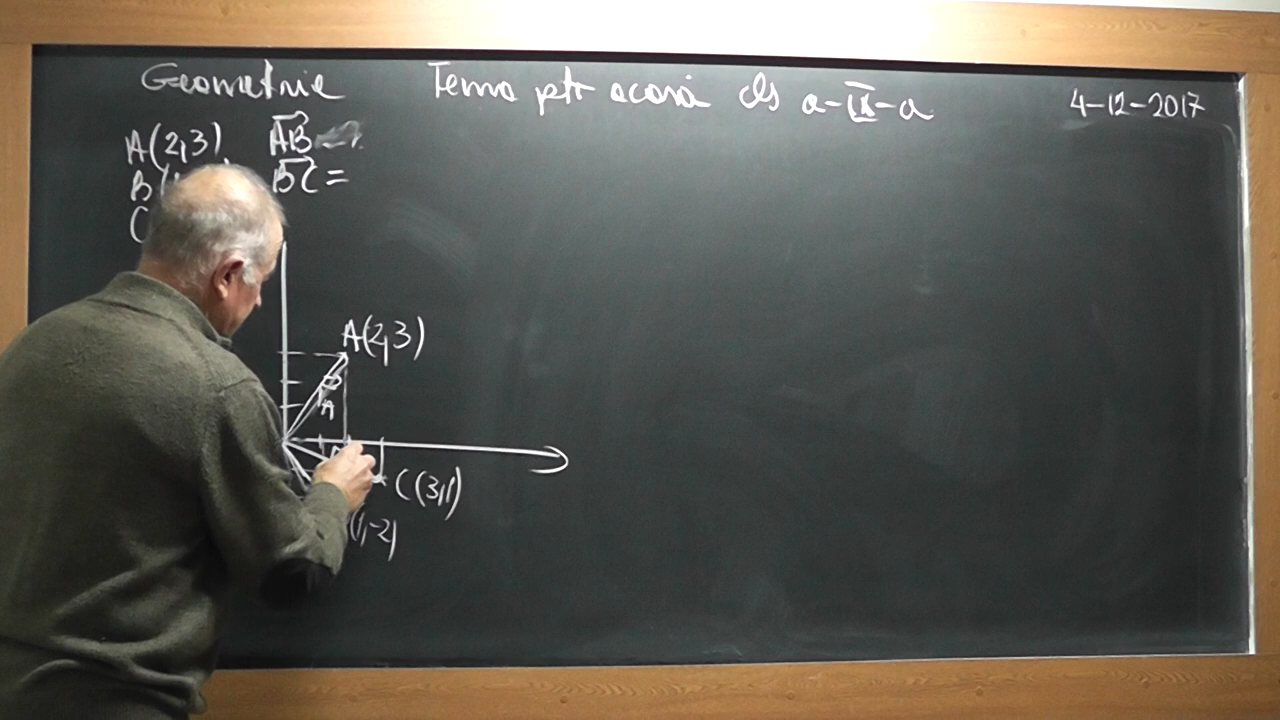 Geometrie Tema ptr acasă cls a-IX-a 4-12-2017
A(2,3) AB
B( BC =
C
A(2,3)
C(3,1)
(1,-2)